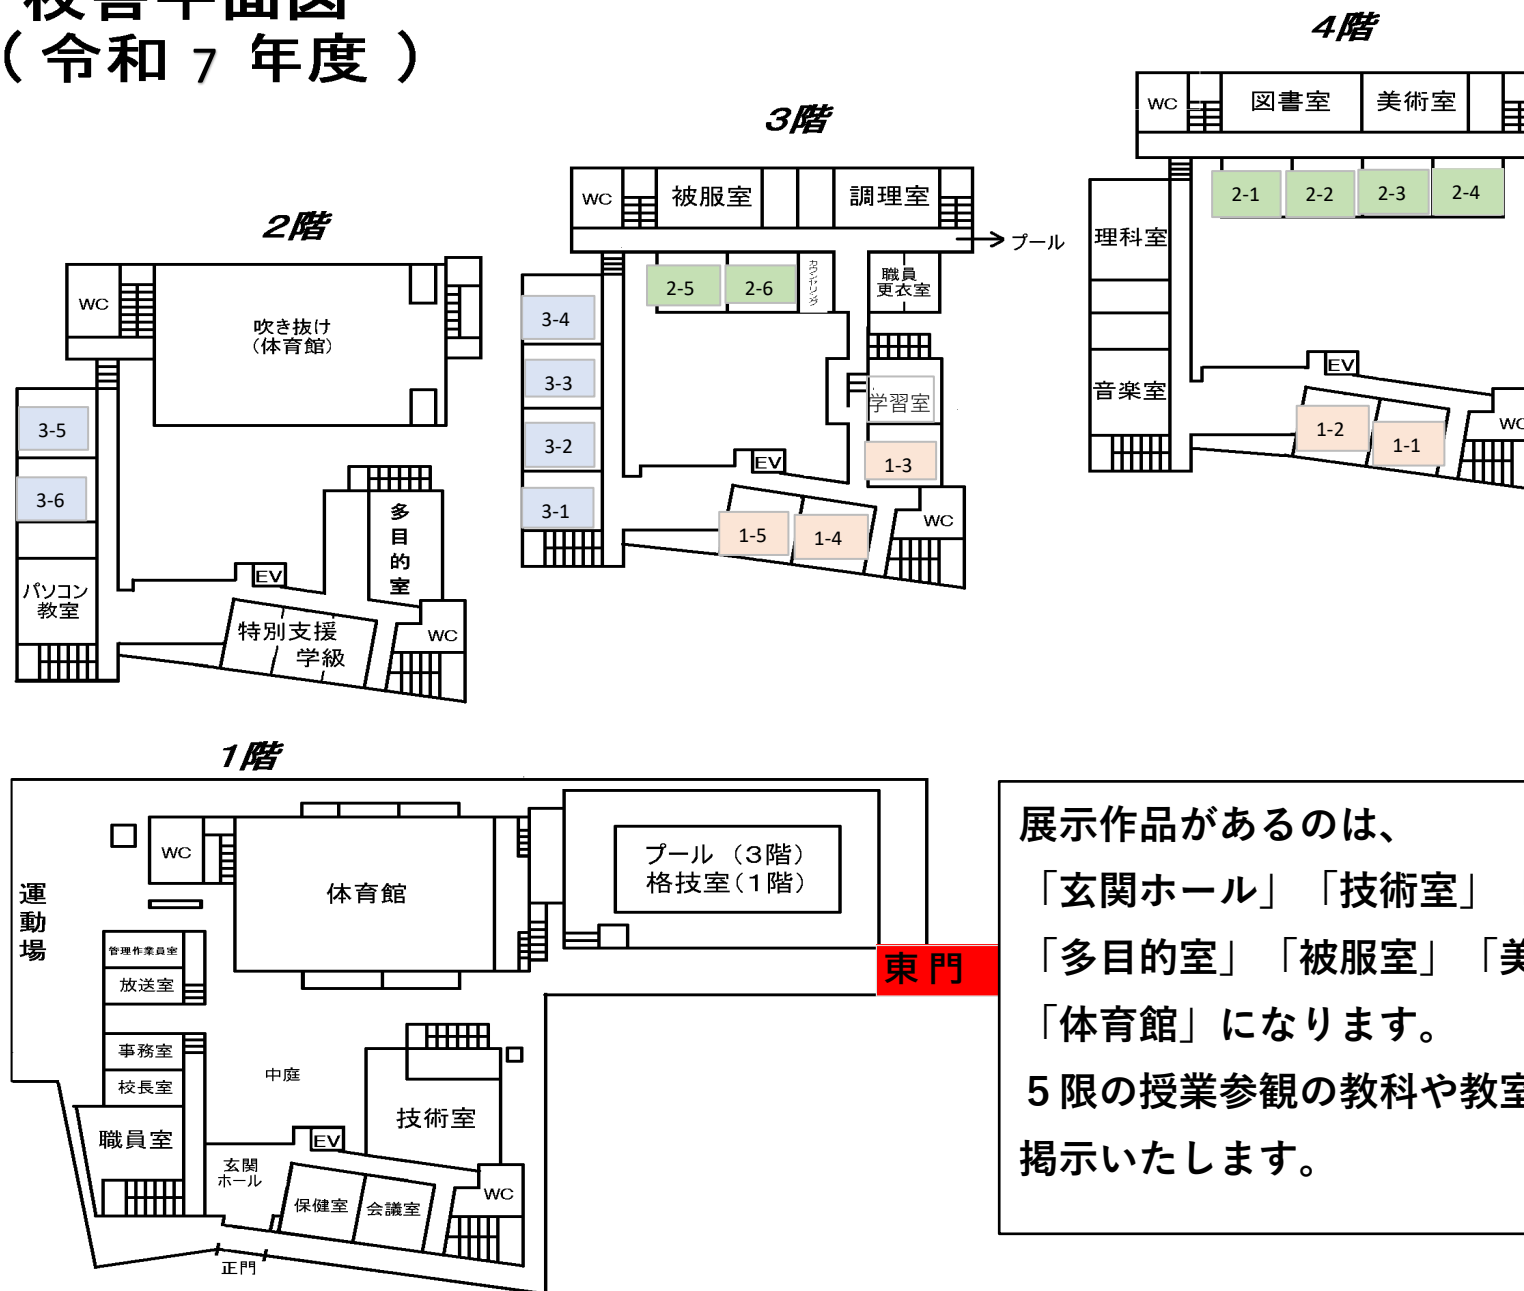 校舎平面図
（ 令和 7 年度 ）
4階
WC
図書室
美術室
2-1
2-2
2-3
2-4
理科室
音楽室
EV
1-2
1-1
WC
3階
WC
被服室
調理室
プール
2-5
2-6
カウンセリング
職員
更衣室
3-4
3-3
3-2
3-1
学習室
1-3
EV
1-5
1-4
WC
2階
WC
吹き抜け
(体育館)
3-5
3-6
パソコン
教室
多目的室
EV
特別支援
学級
WC
1階
運動場
WC
体育館
プール （3階）
格技室(1階)
管理作業員室
放送室
東門
事務室
校長室
中庭
職員室
技術室
EV
玄関
ホール
保健室
会議室
WC
正門
展示作品があるのは、
「玄関ホール」「技術室」
「多目的室」「被服室」「美
「体育館」になります。
５限の授業参観の教科や教室
掲示いたします。